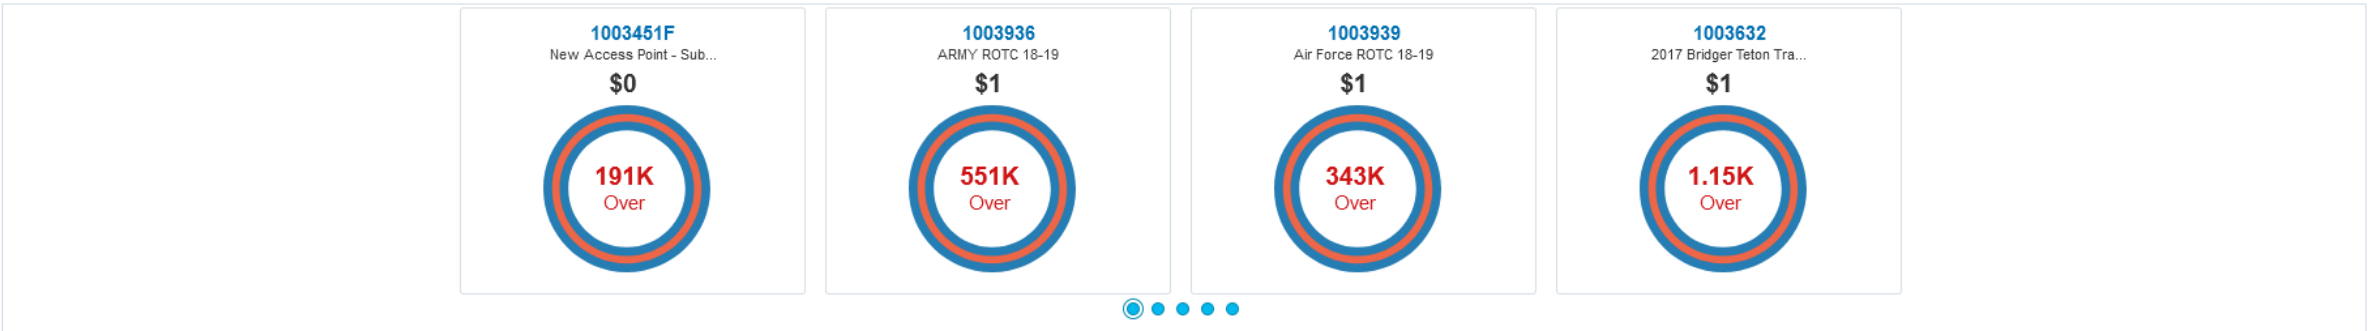 1003451F
New Access Point - Sub...
$0
191K
Over
1003936
ARMY ROTC 18-19
$1
551K
Over
1003939
Air Force ROTC 18-19
$1
343K
Over
1003632
2017 Bridger Teton Tra...
$1
1.15K
Over